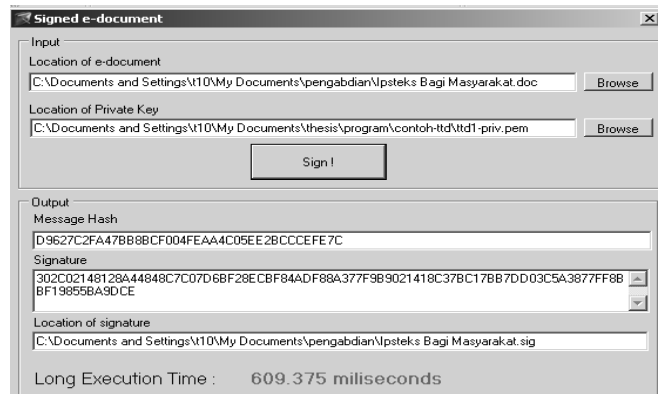 Signed e-document
Input
Location of e-document
C:\Documents and Settings\t10\My Documents\pengabdian\Ipsteks Bagi Masyarakat.doc
Browse
Location of Private Key
C:\Documents and Settings\t10\My Documents\thesis\program\contoh-ttd\ttd1-priv.pem
Browse
Sign !
Output
Message Hash
D9627C2FA47BB8BCF004FEAA4C05EE2BCCCEFE7C
Signature
302C02148128A44848C7C07D6BF28ECBF84ADF88A377F9B9021418C37BC17BB7DD03C5A3877FF8B
BF19855BA9DCE
Location of signature
C:\Documents and Settings\t10\My Documents\pengabdian\Ipsteks Bagi Masyarakat.sig
Long Execution Time : 609.375 miliseconds